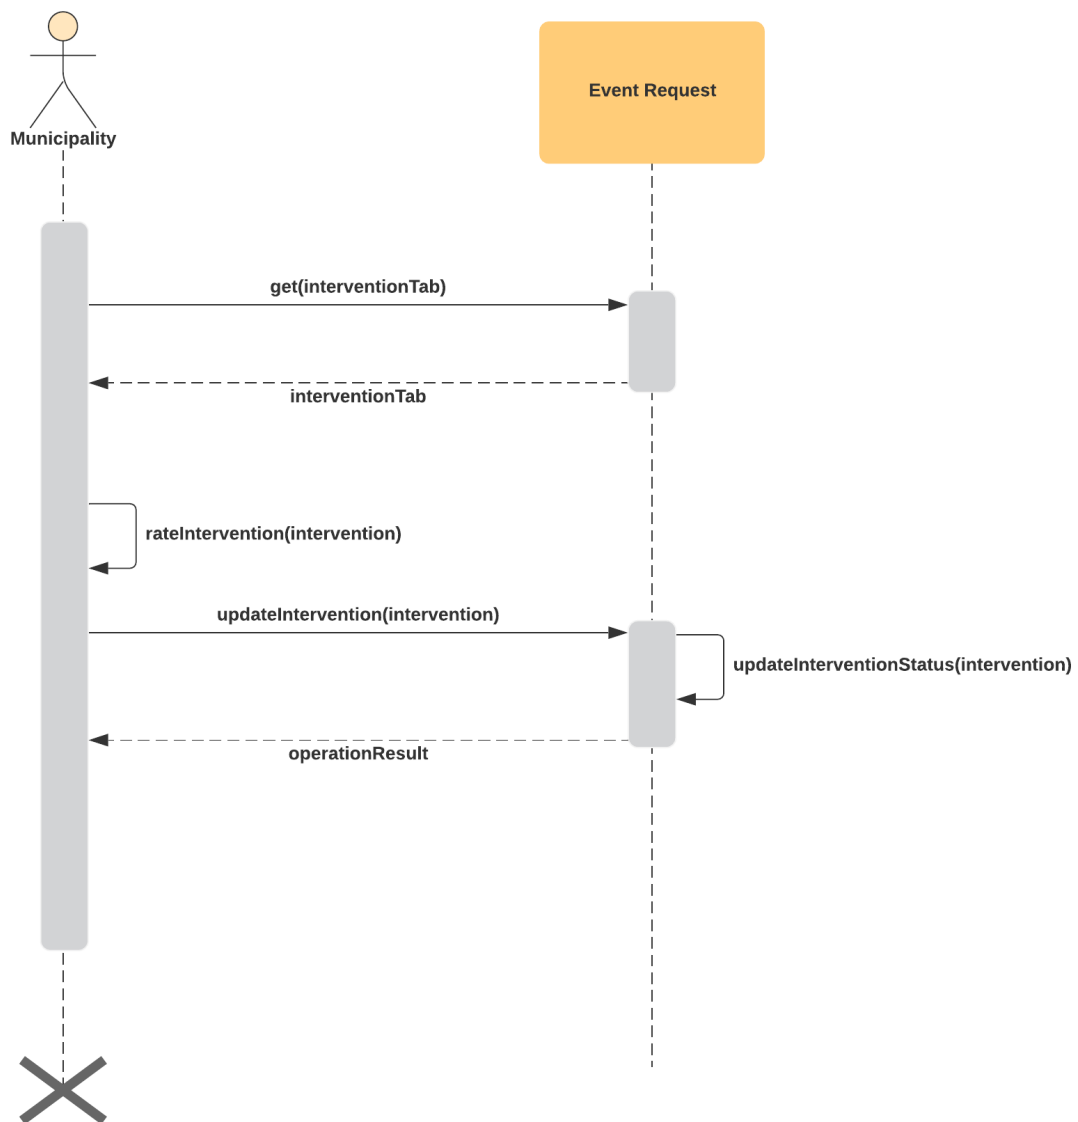 Event Request
Municipality
get(interventionTab)
interventionTab
rateIntervention(intervention)
updateIntervention(intervention)
updateInterventionStatus(intervention)
operationResult